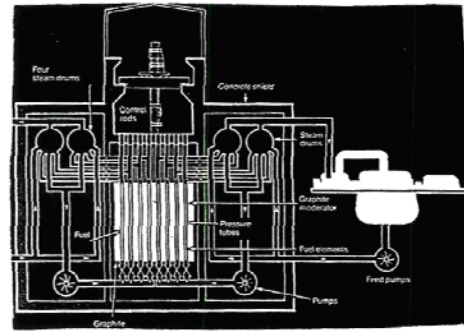 Four
steam drums
Control
rods
Concrete shield
Steam
drums
Graphite
moderator
Pressure
tubes
Fuel
Fuel elements
Feed pumps
Pumps
Graphite